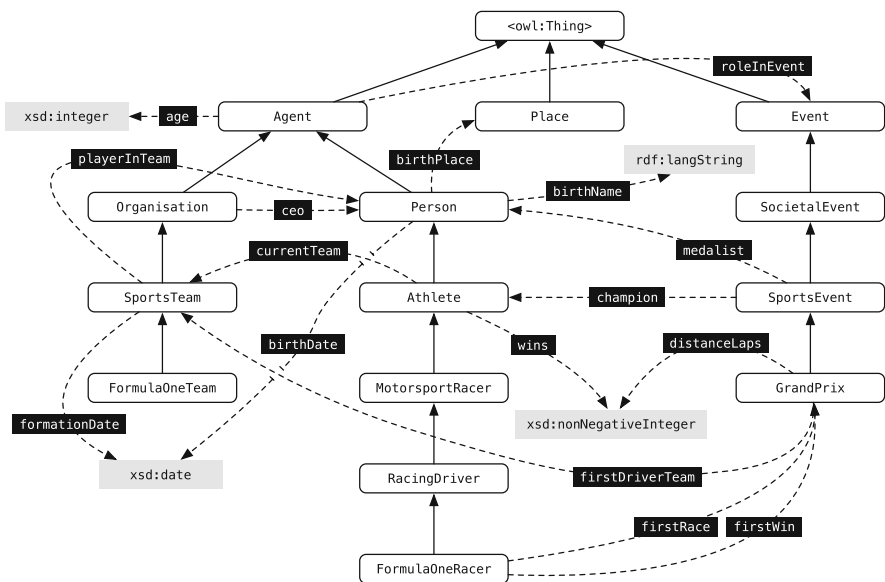 <owl:Thing>
roleInEvent
xsd:integer
age
Agent
Place
Event
playerInTeam
birthPlace
rdf:langString
birthName
Organisation
ceo
Person
SocietalEvent
currentTeam
medalist
SportsTeam
Athlete
champion
SportsEvent
birthDate
wins
distanceLaps
FormulaOneTeam
MotorsportRacer
GrandPrix
formationDate
xsd:nonNegativeInteger
xsd:date
RacingDriver
firstDriverTeam
firstRace
firstWin
FormulaOneRacer